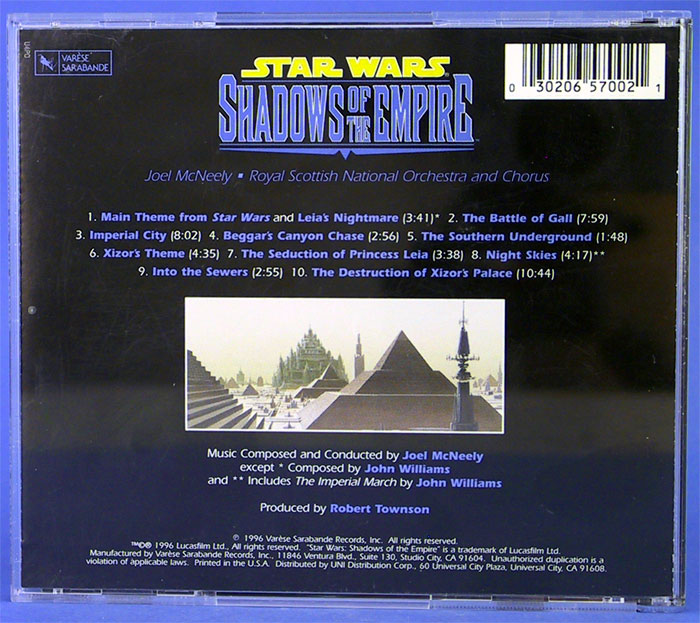 VARÈSE
SARABANDE
STAR WARS
SHADOWS OF THE EMPIRE
0 30206 57002 1
Joel McNeely ▪ Royal Scottish National Orchestra and Chorus
1. Main Theme from Star Wars and Leia's Nightmare (3:41)* 2. The Battle of Gall (7:59)
3. Imperial City (8:02) 4. Beggar's Canyon Chase (2:56) 5. The Southern Underground (1:48)
6. Xizor's Theme (4:35) 7. The Seduction of Princess Leia (3:38) 8. Night Skies (4:17)**
9. Into the Sewers (2:55) 10. The Destruction of Xizor's Palace (10:44)
Music Composed and Conducted by Joel McNeely
except * Composed by John Williams
and ** Includes The Imperial March by John Williams
Produced by Robert Townson
℗ 1996 Varèse Sarabande Records, Inc. All rights reserved.
™©® 1996 Lucasfilm Ltd., All rights reserved. "Star Wars: Shadows of the Empire" is a trademark of Lucasfilm Ltd.
Manufactured by Varèse Sarabande Records, Inc., 11846 Ventura Blvd., Suite 130, Studio City, CA 91604. Unauthorized duplication is a
violation of applicable laws. Printed in the U.S.A. Distributed by UNI Distribution Corp., 60 Universal City Plaza, Universal City, CA 91608.